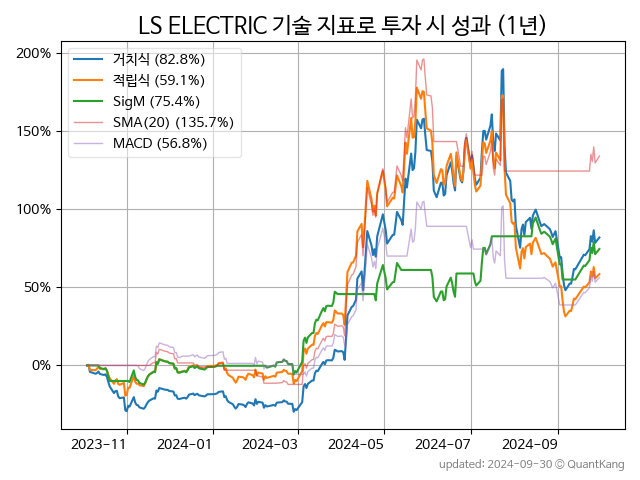 LS ELECTRIC 기술 지표로 투자 시 성과 (1년)
200%
150%
100%
50%
0%
거치식 (82.8%)
적립식 (59.1%)
SigM (75.4%)
SMA(20) (135.7%)
MACD (56.8%)
2023-11 2024-01 2024-03 2024-05 2024-07 2024-09
updated: 2024-09-30 © QuantKang